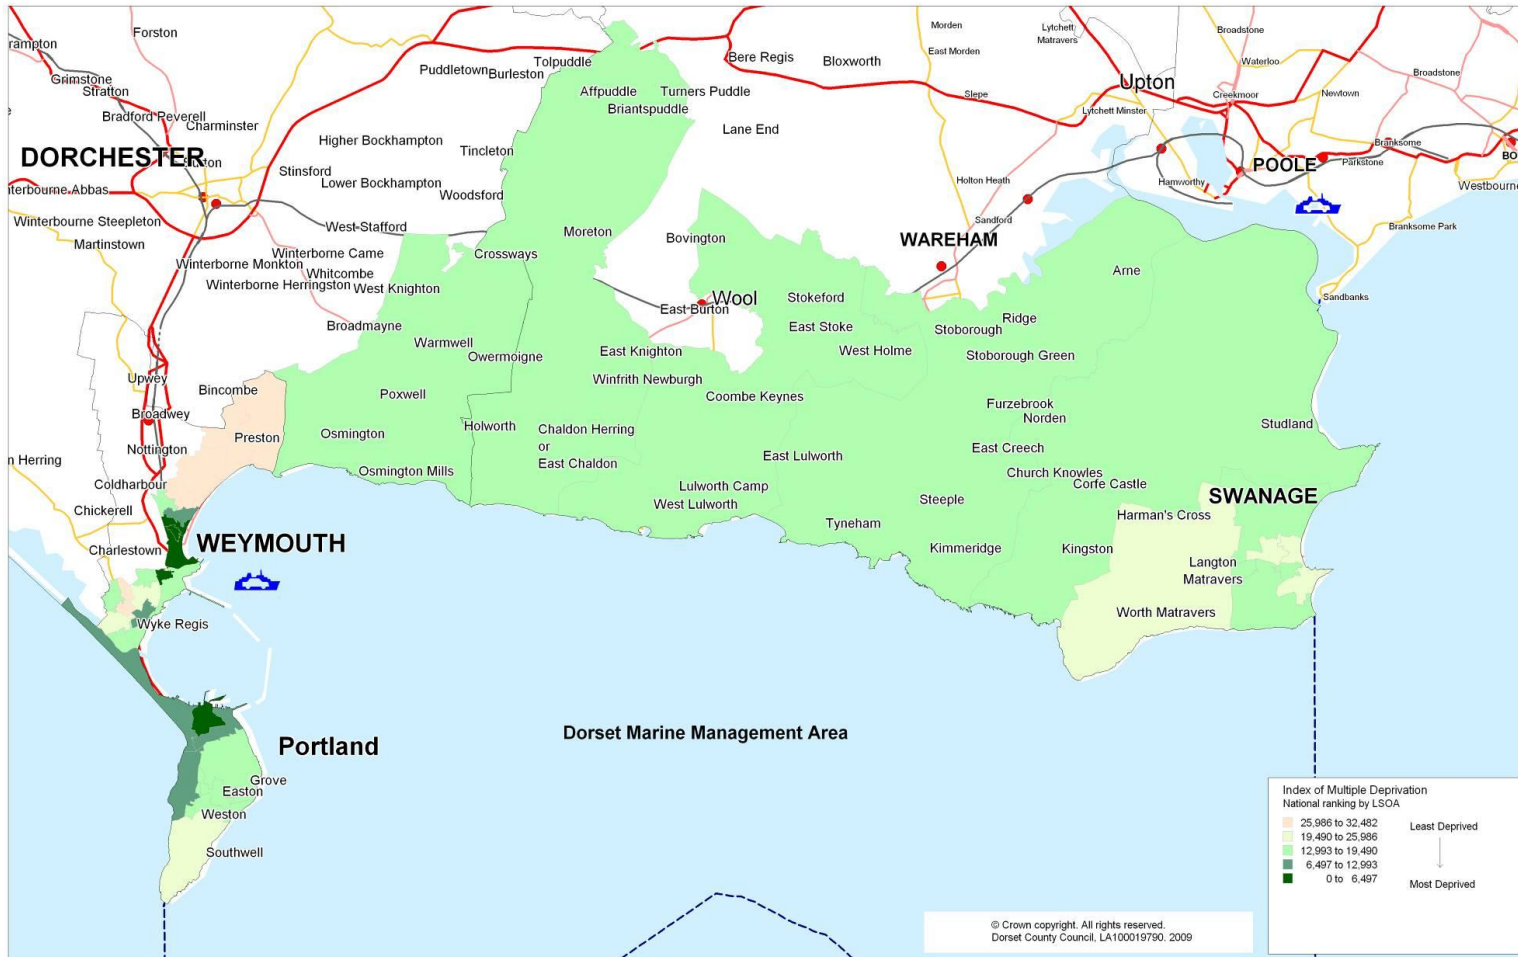 Forston
Morden
Lytchett
Matravers
Broadstone
rampton
Tolpuddle
Bere Regis
Bloxworth
East Morden
Waterloo
Puddletown
Burleston
Grimstone
Stratton
Affpuddle
Turners Puddle
Briantspuddle
Slepe
Upton
Creekmoor
Newtown
Broadstone
Lytchett Minster
Bradford Peverell
Charminster
Lane End
Higher Bockhampton
Tincleton
DORCHESTER
Stinsford
Lower Bockhampton
Woodsford
POOLE
Parkstone
Branksome
BO
Westbourne
Hamworthy
Holton Heath
Sandford
nterbourne Abbas
Winterbourne Steepleton
Martinstown
West Stafford
Moreton
Bovington
WAREHAM
Branksome Park
Winterborne Came
Winterborne Monkton
Whitcombe
Winterborne Herringston
West Knighton
Crossways
Arne
Sandbanks
Wool
East Burton
Stokeford
East Stoke
West Holme
Stoborough
Ridge
Stoborough Green
Broadmayne
Warmwell
Owermoigne
East Knighton
Winfrith Newburgh
Coombe Keynes
Upwey
Bincombe
Poxwell
Furzebrook
Norden
Broadwey
Preston
Osmington
Holworth
Chaldon Herring
or
East Chaldon
Studland
Nottington
n Herring
East Creech
East Lulworth
Osmington Mills
Church Knowles
Corfe Castle
Coldharbour
Lulworth Camp
West Lulworth
Steeple
SWANAGE
Chickerell
Tyneham
Harman's Cross
Charlestown
WEYMOUTH
Kimmeridge
Kingston
Langton
Matravers
Worth Matravers
Wyke Regis
Portland
Dorset Marine Management Area
Grove
Easton
Weston
Southwell
Index of Multiple Deprivation
National ranking by LSOA
25,986 to 32,482
Least Deprived
19,490 to 25,986
12,993 to 19,490
6,497 to 12,993
0 to 6,497
Most Deprived
© Crown copyright. All rights reserved.
Dorset County Council, LA100019790. 2009